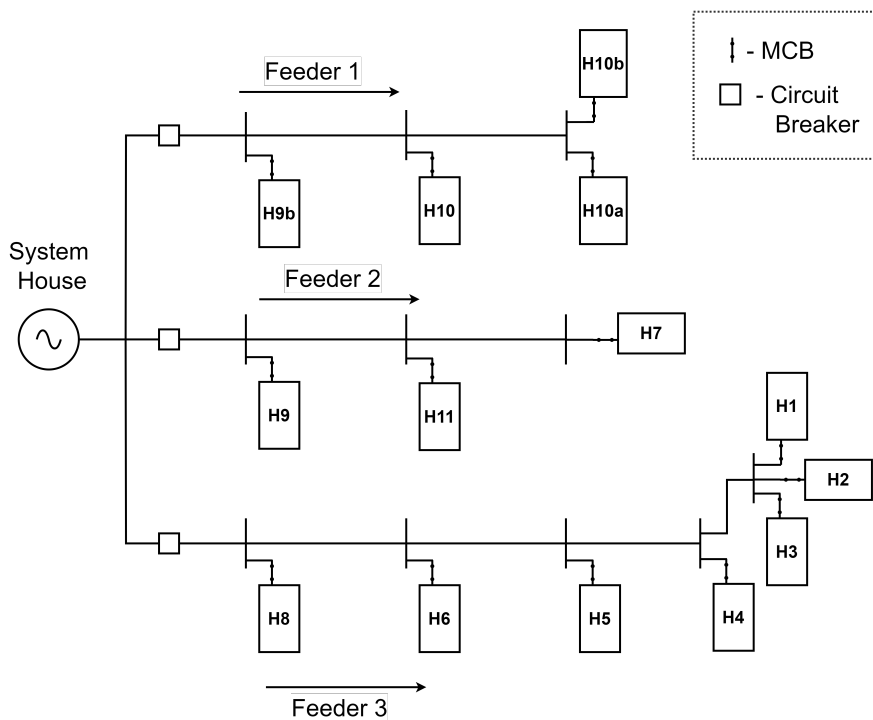 H10b
- MCB
Feeder 1
- Circuit
Breaker
H9b
H10
H10a
System
House
Feeder 2
H7
H9
H11
H1
H2
H3
H8
H6
H5
H4
Feeder 3